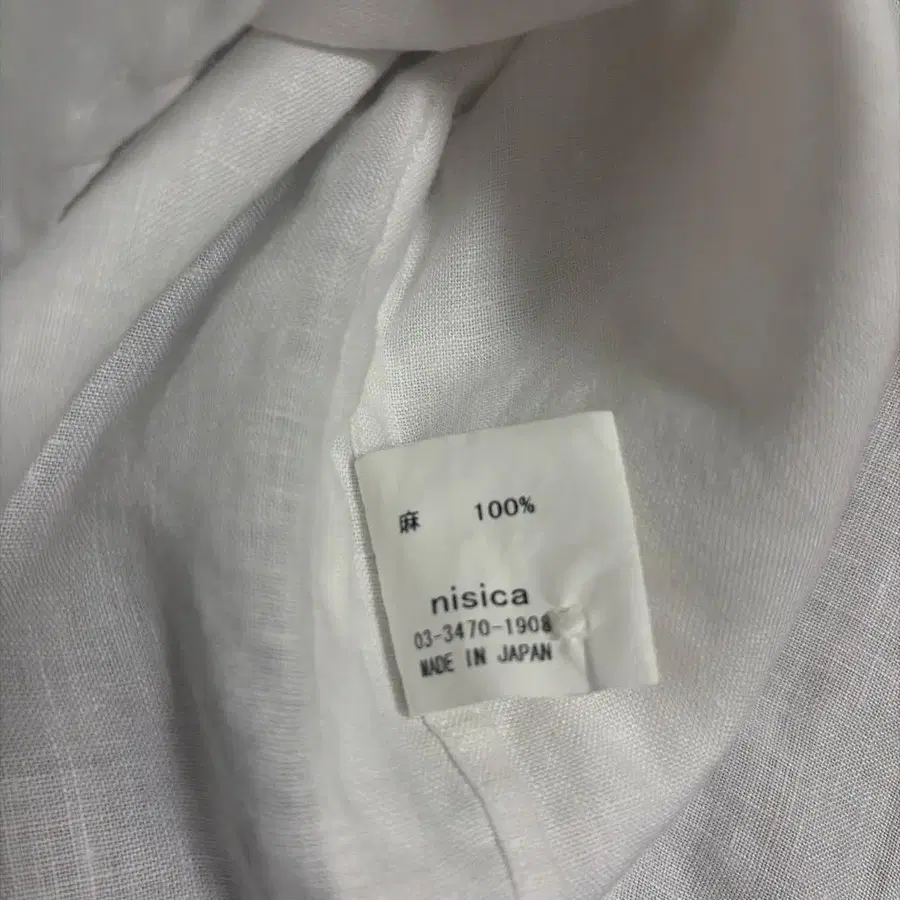 麻 100%
nisica
03-3470-1908
MADE IN JAPAN